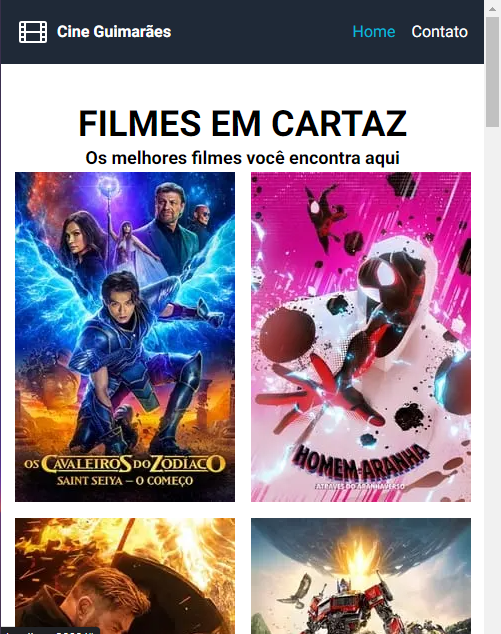 Cine Guimarães
Home
Contato
FILMES EM CARTAZ
Os melhores filmes você encontra aqui
OS CAVALEIROS DO ZODÍACO
SAINT SEIYA – O COMEÇO
HOMEM-ARANHA
ATRAVÉS DO ARANHAVERSO